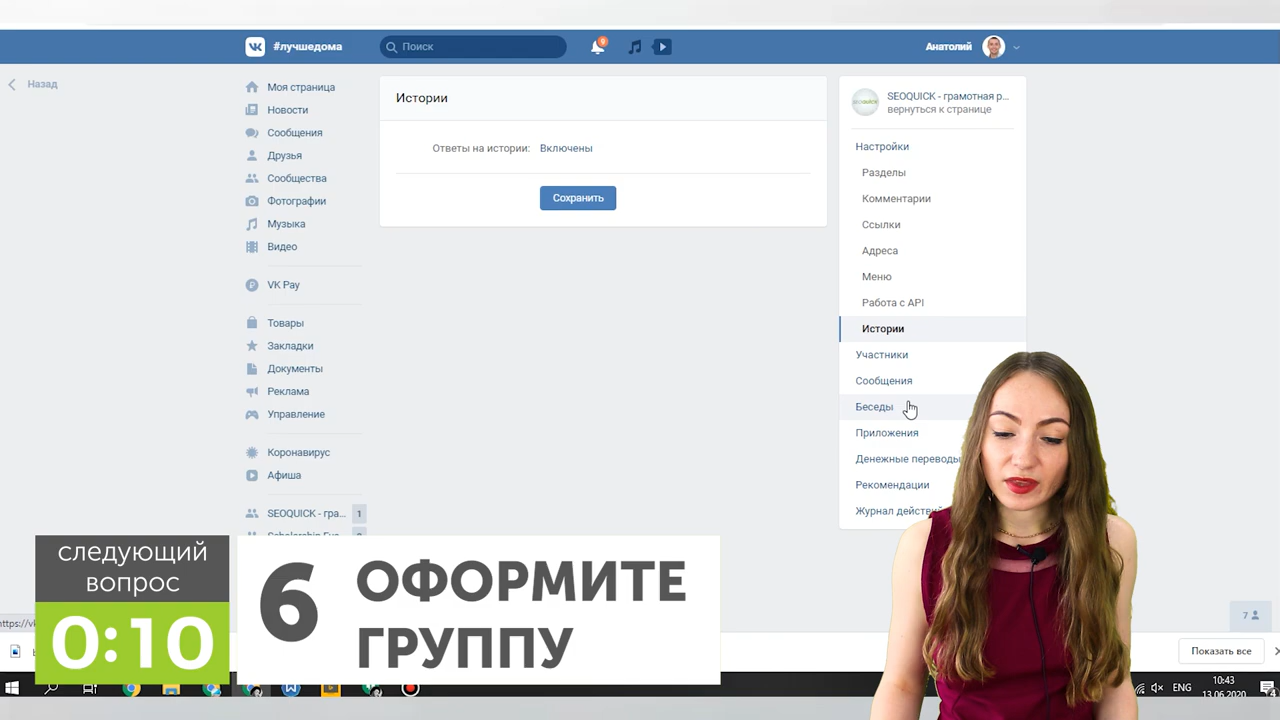 #лучшедома
Поиск
9
Анатолий
Назад
Моя страница
Новости
Сообщения
Друзья
Сообщества
Фотографии
Музыка
Видео
VK Pay
Товары
Закладки
Документы
Реклама
Управление
Коронавирус
Афиша
SEOQUICK - гра... 1
Истории
Ответы на истории: Включены
Сохранить
SEOQUICK - грамотная р...
вернуться к странице
Настройки
Разделы
Комментарии
Ссылки
Адреса
Меню
Работа с API
Истории
Участники
Сообщения
Беседы
Приложения
Денежные переводы
Рекомендации
Журнал действи
следующий
вопрос
0:10
6
ОФОРМИТЕ
ГРУППУ
7
Показать все
ENG
10:43
13.06.2020